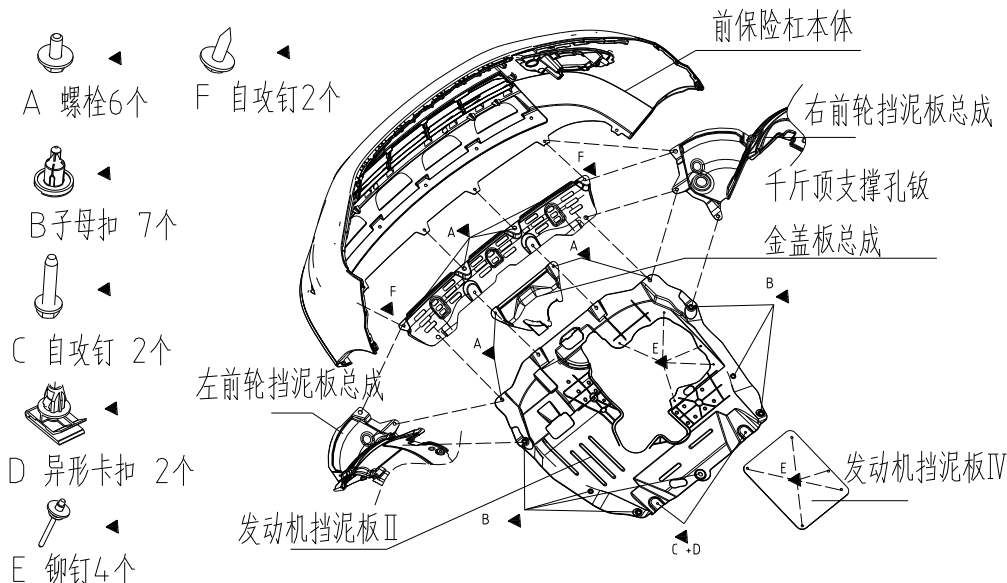 前保险杠本体
A 螺栓6个
F 自攻钉2个
右前轮挡泥板总成
F
千斤顶支撑孔钣
B子母扣 7个
A
A
金盖板总成
F
B
C 自攻钉 2个
A
E
左前轮挡泥板总成
D 异形卡扣 2个
E
发动机挡泥板Ⅳ
发动机挡泥板Ⅱ
B
C+D
E 铆钉4个